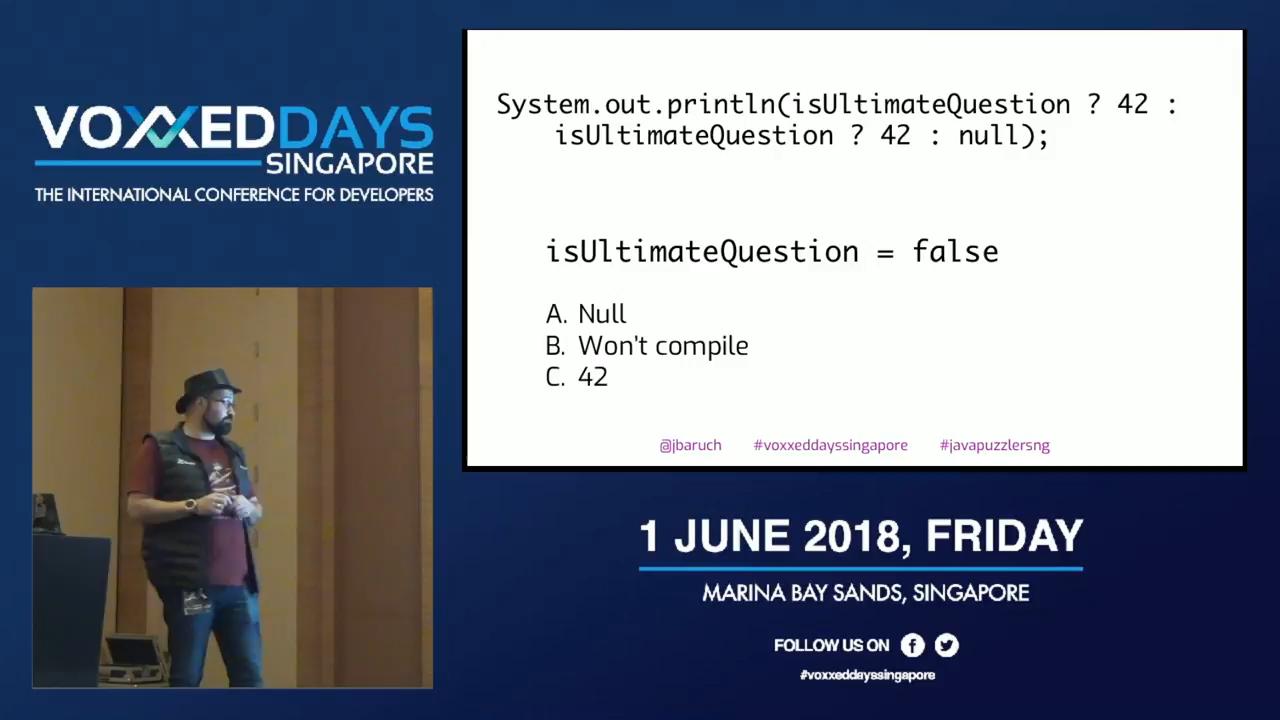 VOXXEDDAYS
SINGAPORE
THE INTERNATIONAL CONFERENCE FOR DEVELOPERS
System.out.println(isUltimateQuestion ? 42 :
isUltimateQuestion ? 42 : null);
isUltimateQuestion = false
A. Null
B. Won't compile
C. 42
@jbaruch #voxxeddayssingapore #javapuzzlersng
1 JUNE 2018, FRIDAY
MARINA BAY SANDS, SINGAPORE
FOLLOW US ON
#voxxeddayssingapore